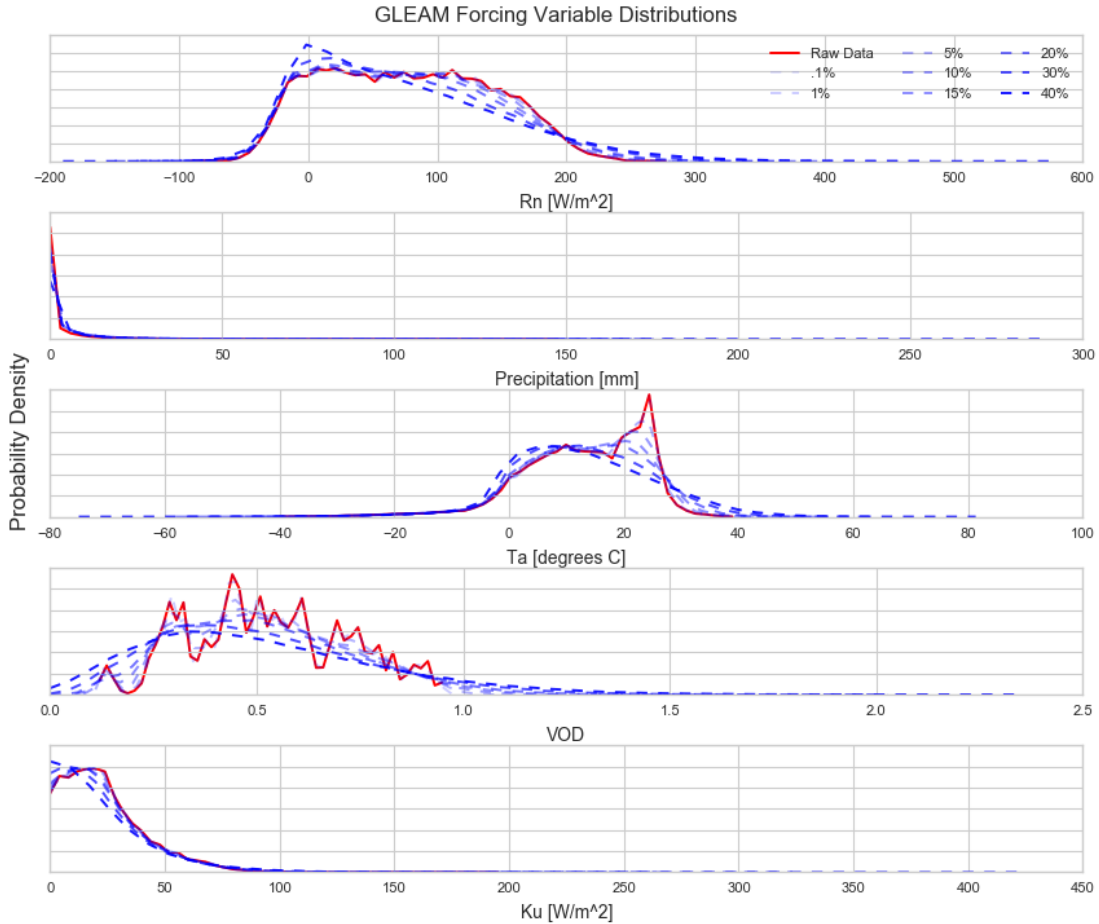 GLEAM Forcing Variable Distributions
Raw Data 5% 20%
.1% 10% 30%
1% 15% 40%
−200 −100 0 100 200 300 400 500 600
Rn [W/m^2]
0 50 100 150 200 250 300
Precipitation [mm]
Probability Density
−80 −60 −40 −20 0 20 40 60 80 100
Ta [degrees C]
0.0 0.5 1.0 1.5 2.0 2.5
VOD
0 50 100 150 200 250 300 350 400 450
Ku [W/m^2]